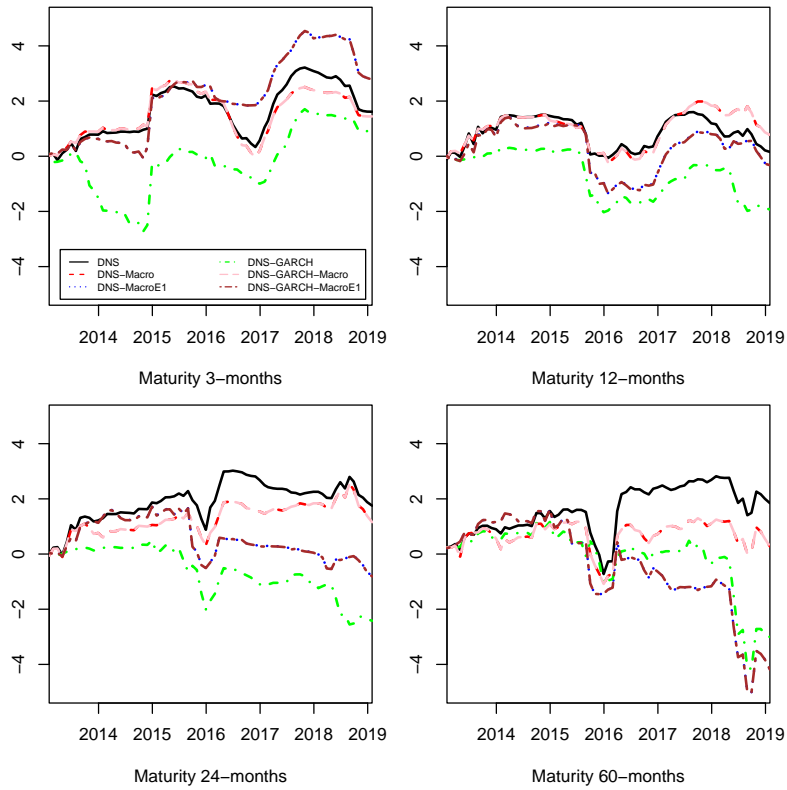 4
2
0
−2
−4
DNS
DNS−Macro
DNS−MacroE1
DNS−GARCH
DNS−GARCH−Macro
DNS−GARCH−MacroE1
2014 2015 2016 2017 2018 2019
Maturity 3−months
4
2
0
−2
−4
2014 2015 2016 2017 2018 2019
Maturity 12−months
4
2
0
−2
−4
2014 2015 2016 2017 2018 2019
Maturity 24−months
4
2
0
−2
−4
2014 2015 2016 2017 2018 2019
Maturity 60−months